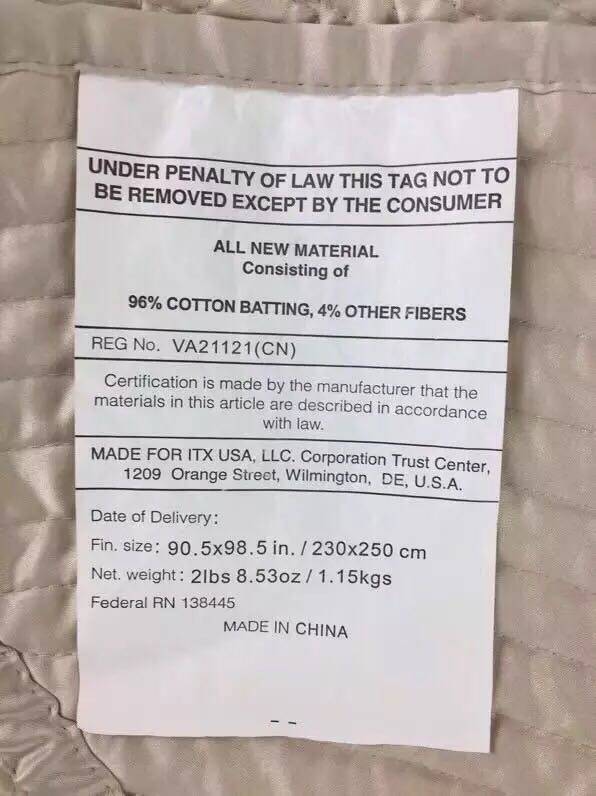 UNDER PENALTY OF LAW THIS TAG NOT TO
BE REMOVED EXCEPT BY THE CONSUMER
ALL NEW MATERIAL
Consisting of
96% COTTON BATTING, 4% OTHER FIBERS
REG No. VA21121(CN)
Certification is made by the manufacturer that the
materials in this article are described in accordance
with law.
MADE FOR ITX USA, LLC. Corporation Trust Center,
1209 Orange Street, Wilmington, DE, U.S.A.
Date of Delivery:
Fin. size: 90.5x98.5 in. / 230x250 cm
Net. weight: 2lbs 8.53oz / 1.15kgs
Federal RN 138445
MADE IN CHINA
- -